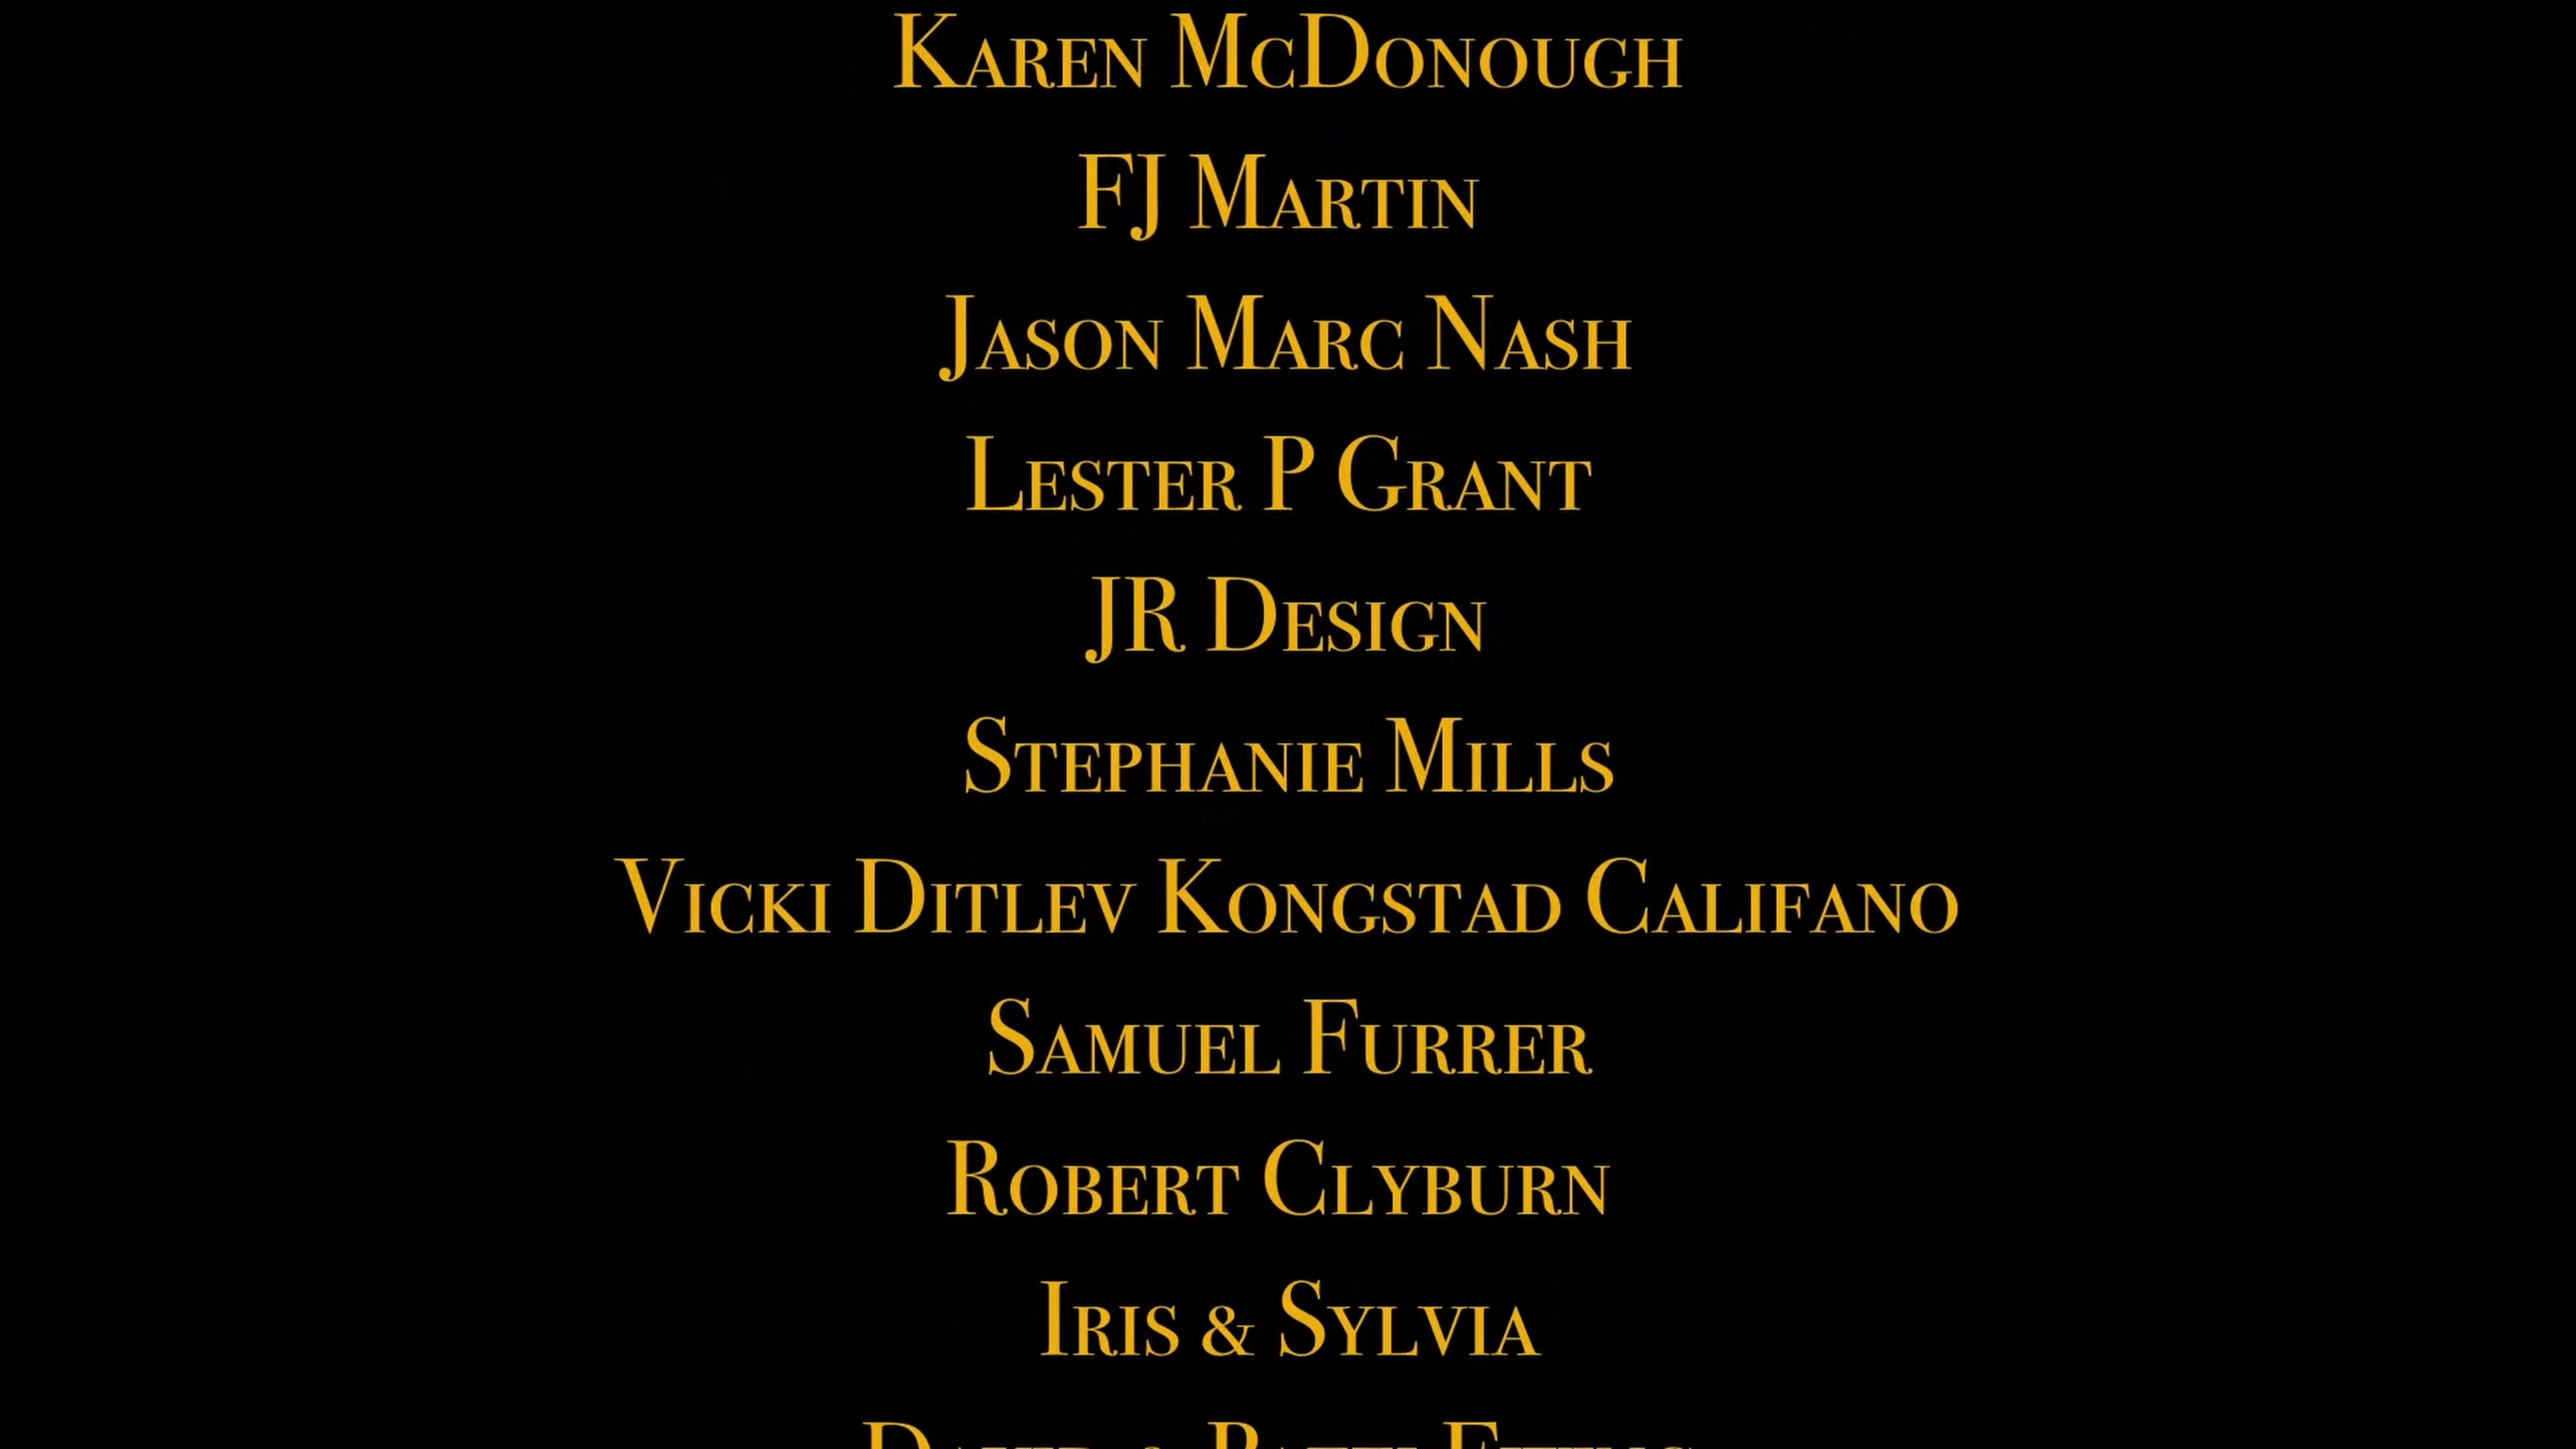 Karen McDonough
FJ Martin
Jason Marc Nash
Lester P Grant
JR Design
Stephanie Mills
Vicki Ditlev Kongstad Califano
Samuel Furrer
Robert Clyburn
Iris & Sylvia
David &